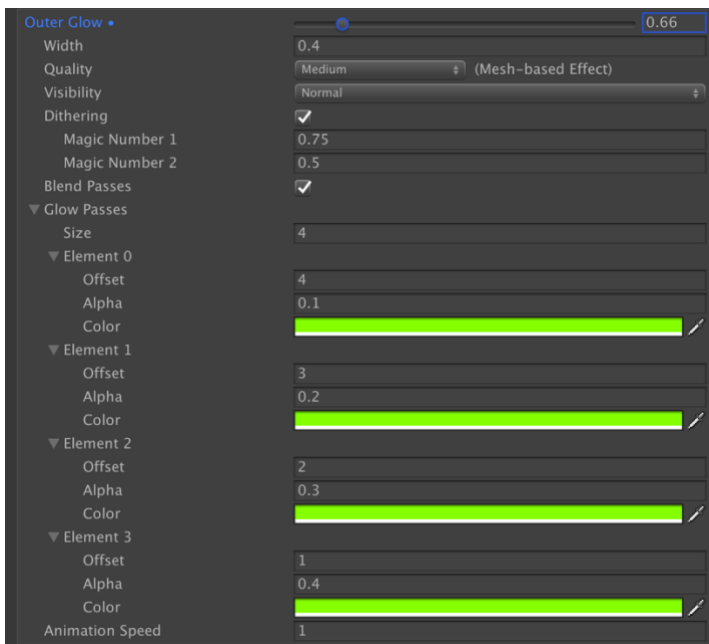 Outer Glow • 0.66
Width 0.4
Quality Medium (Mesh-based Effect)
Visibility Normal
Dithering
Magic Number 1 0.75
Magic Number 2 0.5
Blend Passes
Glow Passes
Size 4
Element 0
Offset 4
Alpha 0.1
Color
Element 1
Offset 3
Alpha 0.2
Color
Element 2
Offset 2
Alpha 0.3
Color
Element 3
Offset 1
Alpha 0.4
Color
Animation Speed 1